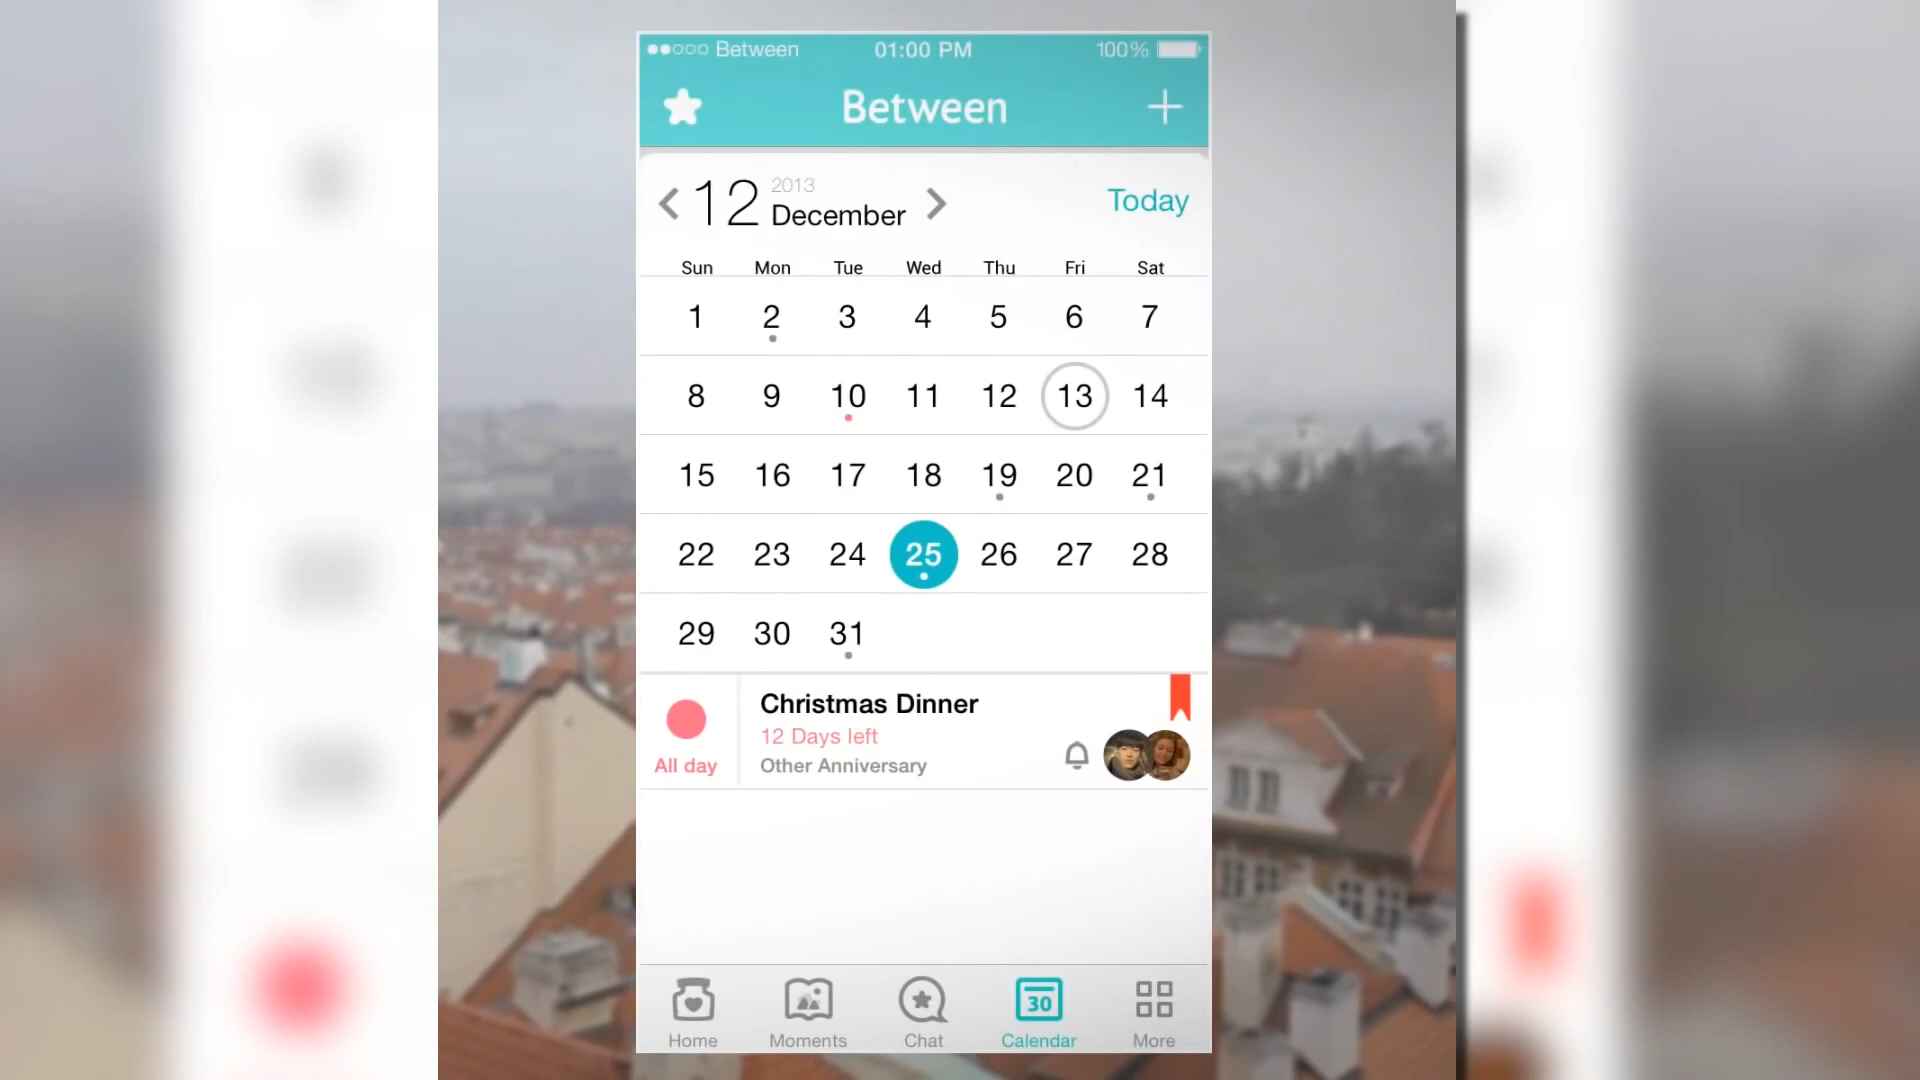 Between 01:00 PM 100%
Between
12 2013 December Today
Sun Mon Tue Wed Thu Fri Sat
1 2 3 4 5 6 7
8 9 10 11 12 13 14
15 16 17 18 19 20 21
22 23 24 25 26 27 28
29 30 31
Christmas Dinner
12 Days left
All day Other Anniversary
30
Home Moments Chat Calendar More